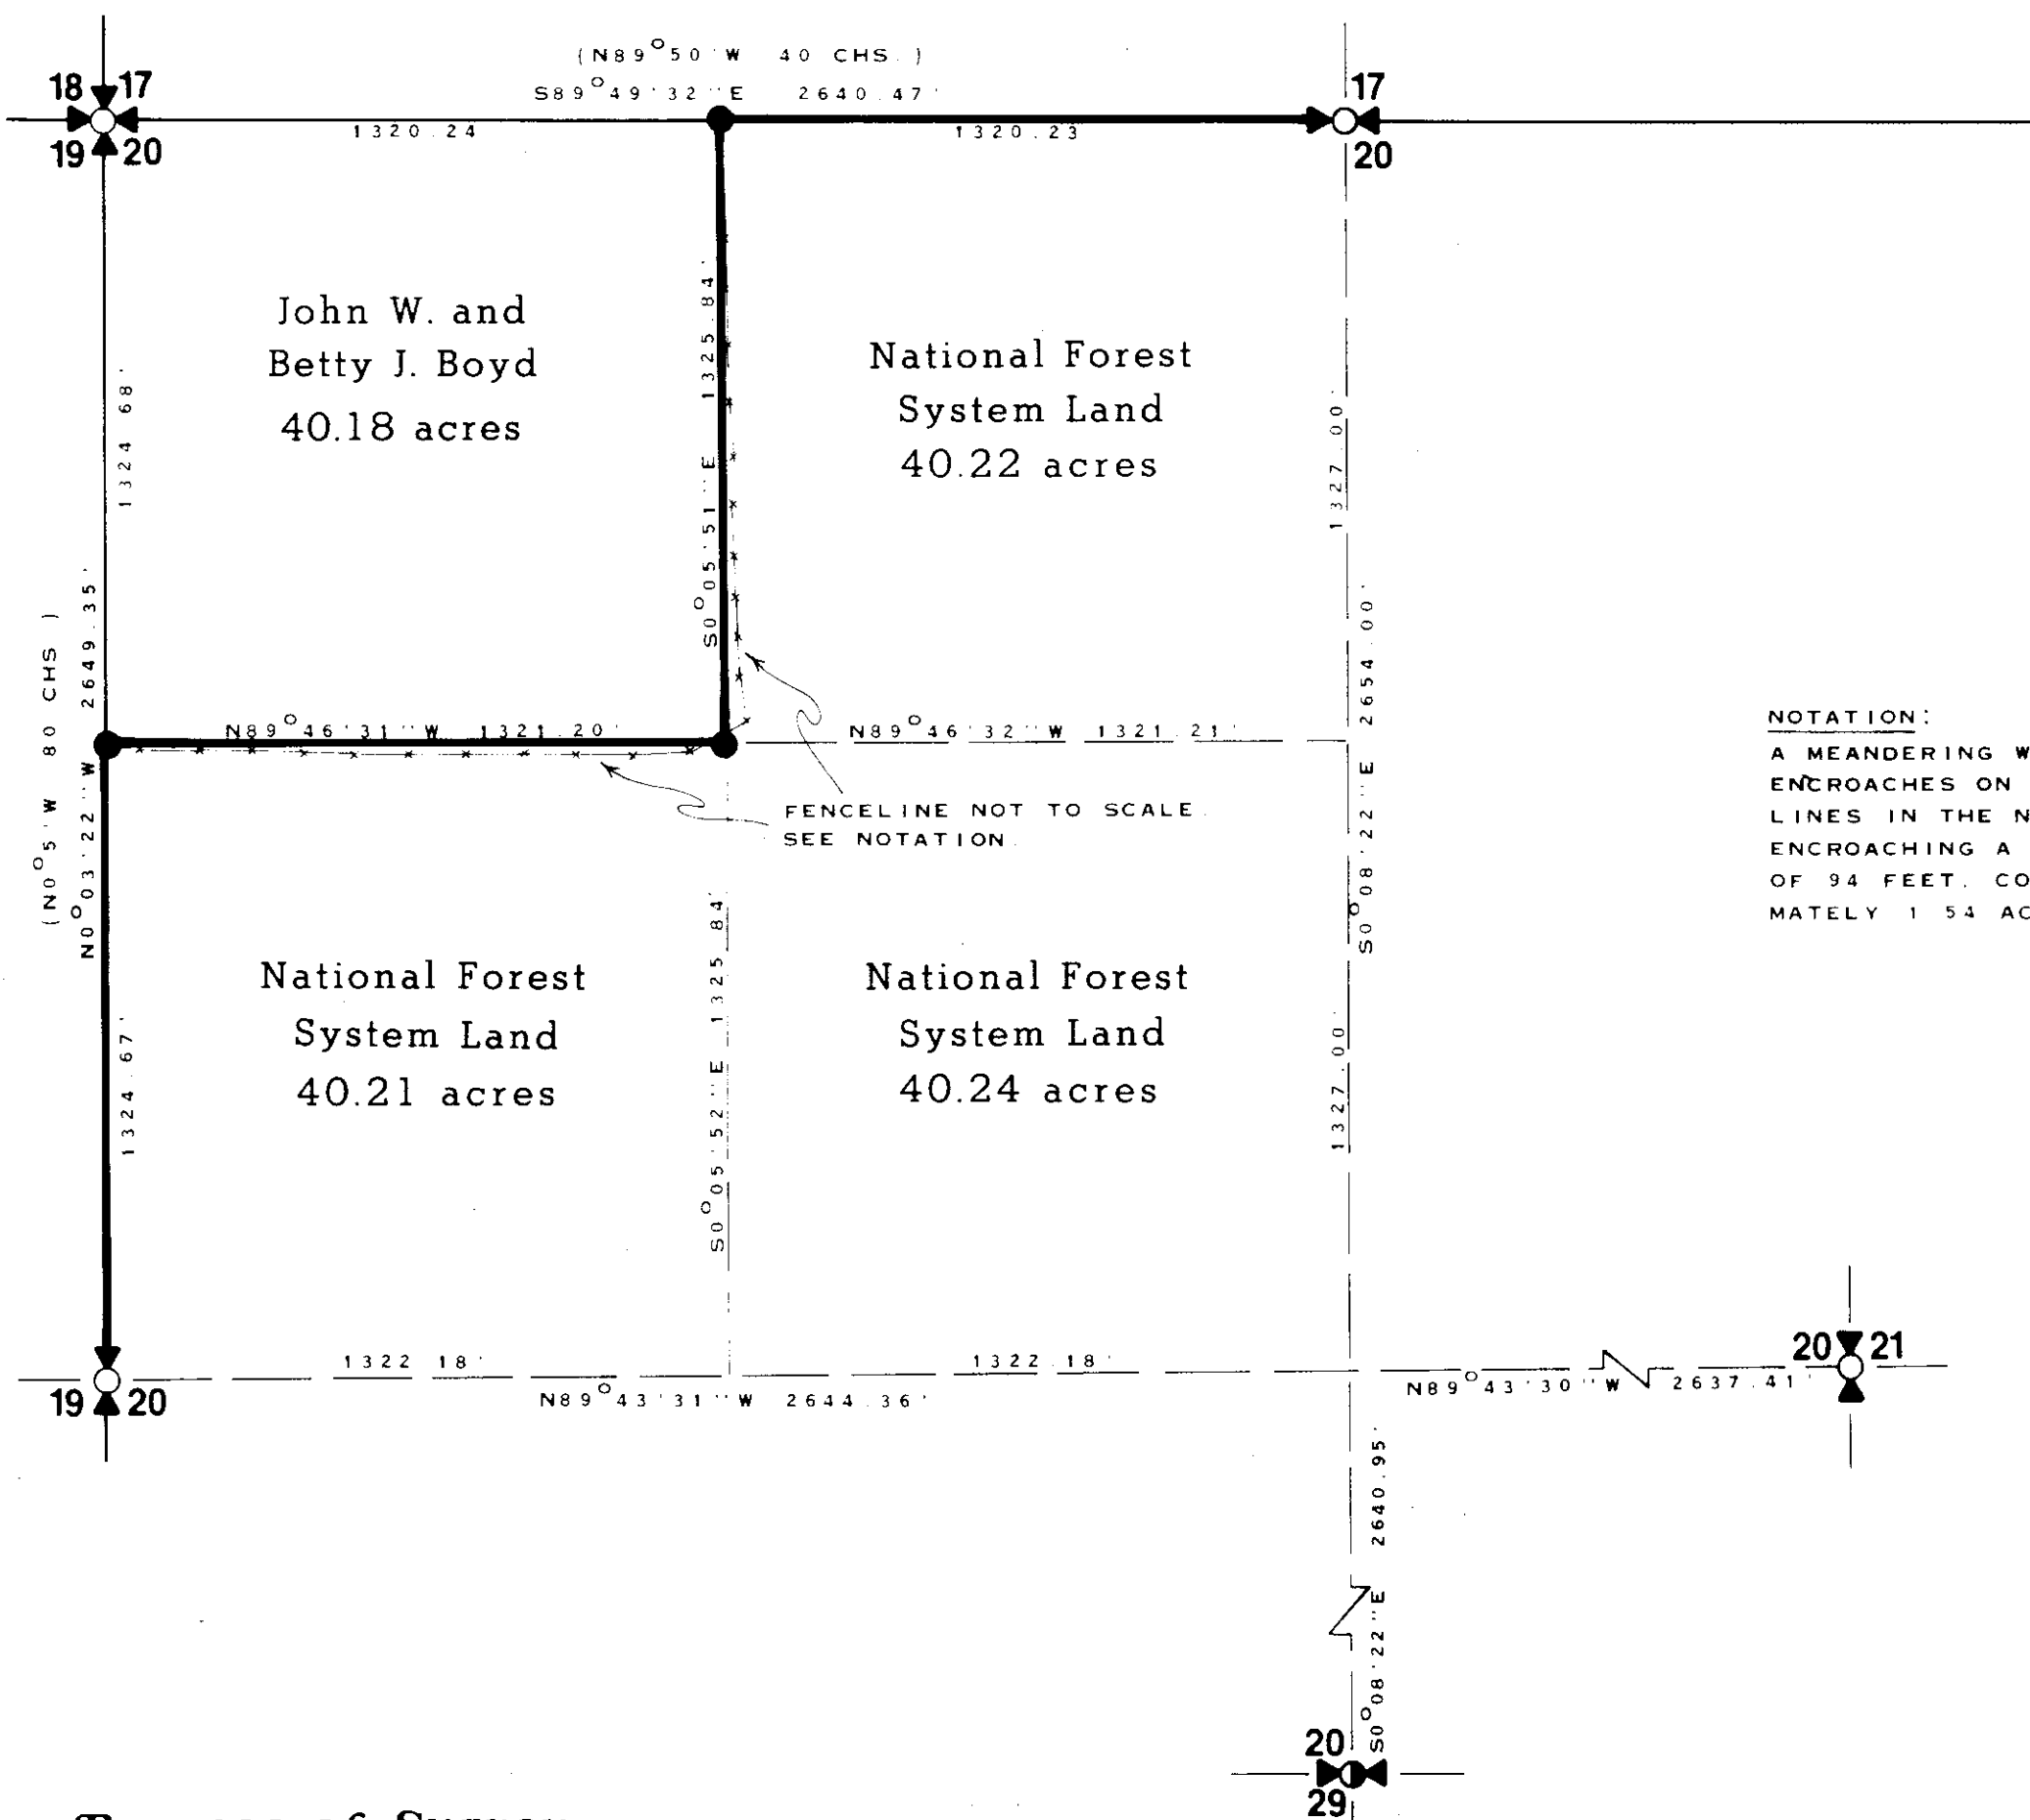 (N89°50'W 40 CHS.)
S89°49'32"E 2640.47'
18 17
19 20
1320.24
1320.23
17
20
John W. and
Betty J. Boyd
40.18 acres
National Forest
System Land
40.22 acres
1324.68'
S0°05'51"E 1325.84'
1327.00'
(N0°5'W 80 CHS)
N0°03'22"W 2649.35'
S0°08'22"E 2654.00'
N89°46'31"W 1321.20'
N89°46'32"W 1321.21'
FENCELINE NOT TO SCALE.
SEE NOTATION.
NOTATION:
A MEANDERING W
ENCROACHES ON
LINES IN THE N
ENCROACHING A
OF 94 FEET. CO
MATELY 1.54 AC
National Forest
System Land
40.21 acres
National Forest
System Land
40.24 acres
1324.67'
S0°05'52"E 1325.84'
1327.00'
1322.18'
1322.18'
19 20
N89°43'31"W 2644.36'
N89°43'30"W 2637.41'
20 21
S0°08'22"E 2640.95'
20
29
of Survey